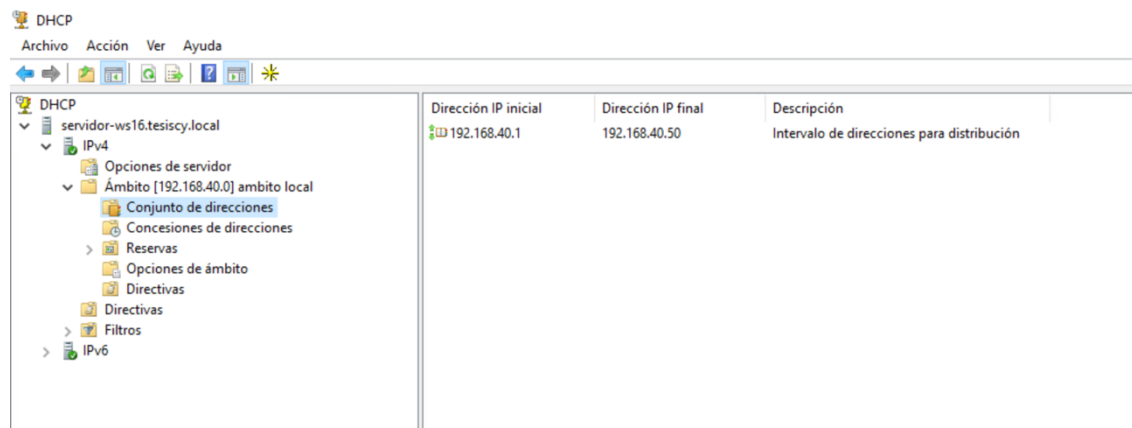 DHCP
Archivo Acción Ver Ayuda
DHCP
servidor-ws16.tesiscy.local
IPv4
Opciones de servidor
Ámbito [192.168.40.0] ambito local
Conjunto de direcciones
Concesiones de direcciones
Reservas
Opciones de ámbito
Directivas
Directivas
Filtros
IPv6
Dirección IP inicial Dirección IP final Descripción
192.168.40.1 192.168.40.50 Intervalo de direcciones para distribución